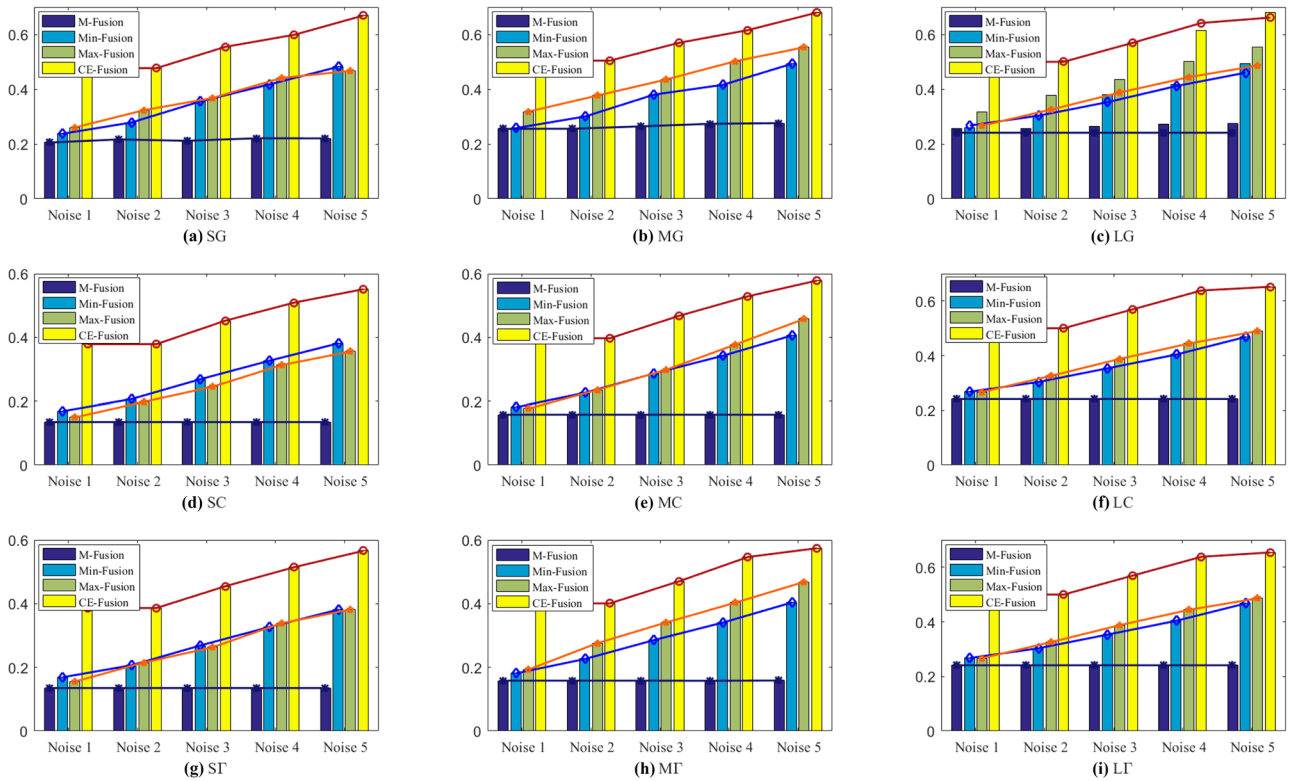 0.6
0.4
0.2
0
M-Fusion
Min-Fusion
Max-Fusion
CE-Fusion
Noise 1 Noise 2 Noise 3 Noise 4 Noise 5
(a) SG
0.6
0.4
0.2
0
M-Fusion
Min-Fusion
Max-Fusion
CE-Fusion
Noise 1 Noise 2 Noise 3 Noise 4 Noise 5
(b) MG
0.6
0.4
0.2
0
M-Fusion
Min-Fusion
Max-Fusion
CE-Fusion
Noise 1 Noise 2 Noise 3 Noise 4 Noise 5
(c) LG
0.6
0.4
0.2
0
M-Fusion
Min-Fusion
Max-Fusion
CE-Fusion
Noise 1 Noise 2 Noise 3 Noise 4 Noise 5
(d) SC
0.6
0.4
0.2
0
M-Fusion
Min-Fusion
Max-Fusion
CE-Fusion
Noise 1 Noise 2 Noise 3 Noise 4 Noise 5
(e) MC
0.6
0.4
0.2
0
M-Fusion
Min-Fusion
Max-Fusion
CE-Fusion
Noise 1 Noise 2 Noise 3 Noise 4 Noise 5
(f) LC
0.6
0.4
0.2
0
M-Fusion
Min-Fusion
Max-Fusion
CE-Fusion
Noise 1 Noise 2 Noise 3 Noise 4 Noise 5
(g) SΓ
0.6
0.4
0.2
0
M-Fusion
Min-Fusion
Max-Fusion
CE-Fusion
Noise 1 Noise 2 Noise 3 Noise 4 Noise 5
(h) MΓ
0.6
0.4
0.2
0
M-Fusion
Min-Fusion
Max-Fusion
CE-Fusion
Noise 1 Noise 2 Noise 3 Noise 4 Noise 5
(i) LΓ